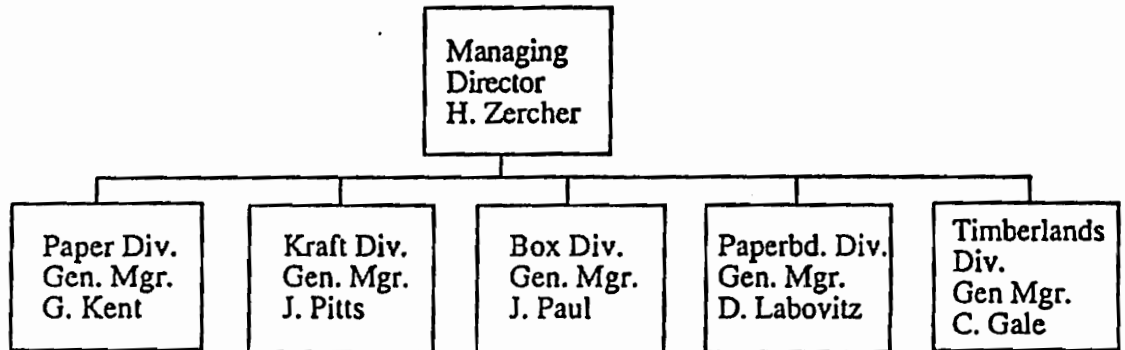 Managing
Director
H. Zercher
Paper Div.
Gen. Mgr.
G. Kent
Kraft Div.
Gen. Mgr.
J. Pitts
Box Div.
Gen. Mgr.
J. Paul
Paperbd. Div.
Gen. Mgr.
D. Labovitz
Timberlands
Div.
Gen Mgr.
C. Gale